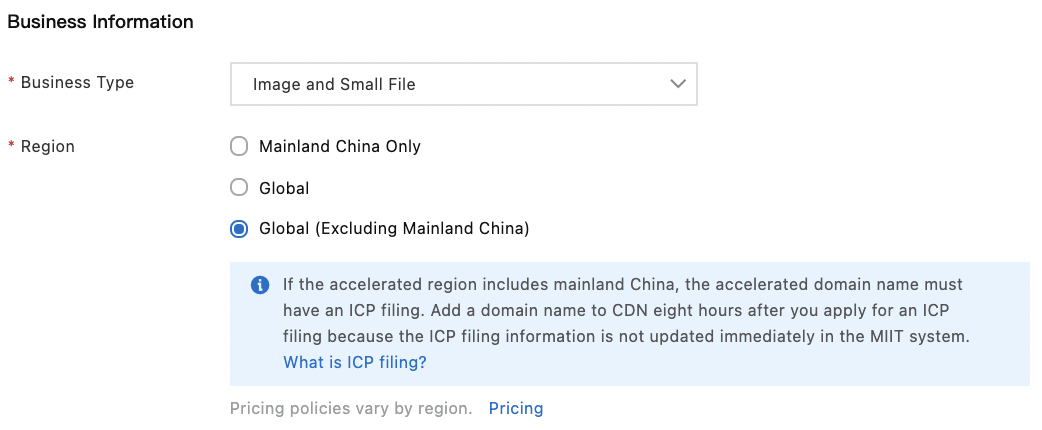 Business Information
* Business Type
Image and Small File
* Region
Mainland China Only
Global
Global (Excluding Mainland China)
If the accelerated region includes mainland China, the accelerated domain name must
have an ICP filing. Add a domain name to CDN eight hours after you apply for an ICP
filing because the ICP filing information is not updated immediately in the MIIT system.
What is ICP filing?
Pricing policies vary by region. Pricing